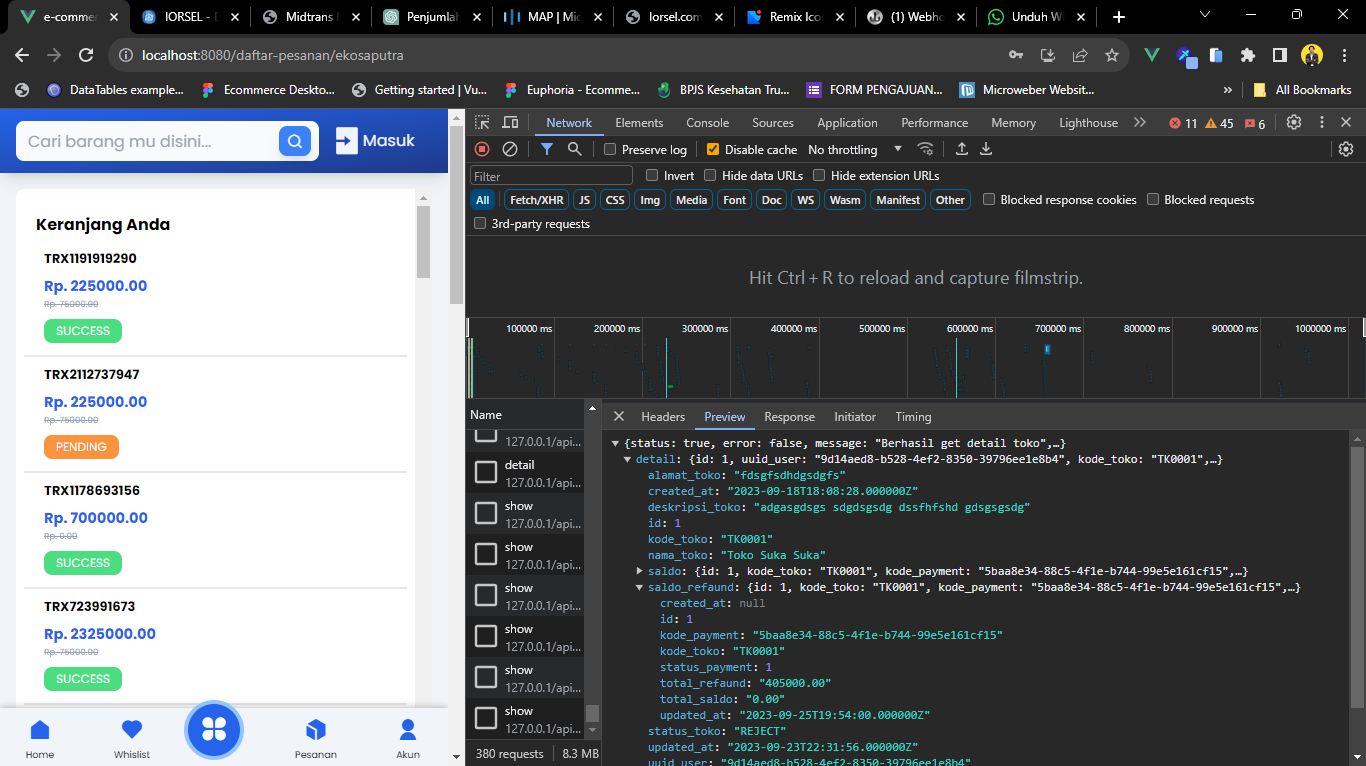 e-comme
IORSEL - D
Midtrans
Penjumlah
MAP | Mic
Iorsel.com
Remix Ico
(1) Webho
Unduh W
localhost:8080/daftar-pesanan/ekosaputra
DataTables example...
Ecommerce Deskto...
Getting started | Vu...
Euphoria - Ecomme...
BPJS Kesehatan Tru...
FORM PENGAJUAN...
Microweber Websit...
»
All Bookmarks
Cari barang mu disini...
Masuk
Keranjang Anda
TRX1191919290
Rp. 225000.00
Rp. 75000.00
SUCCESS
TRX2112737947
Rp. 225000.00
Rp. 75000.00
PENDING
TRX1178693156
Rp. 700000.00
Rp. 0.00
SUCCESS
TRX723991673
Rp. 2325000.00
Rp. 75000.00
SUCCESS
Home
Whislist
Pesanan
Akun
Network Elements Console Sources Application Performance Memory Lighthouse 11 45 6
Preserve log Disable cache No throttling
Filter Invert Hide data URLs Hide extension URLs
All Fetch/XHR JS CSS Img Media Font Doc WS Wasm Manifest Other Blocked response cookies Blocked requests
3rd-party requests
Hit Ctrl + R to reload and capture filmstrip.
100000 ms 200000 ms 300000 ms 400000 ms 500000 ms 600000 ms 700000 ms 800000 ms 900000 ms 1000000 ms
Name
127.0.0.1/api...
detail
127.0.0.1/api...
show
127.0.0.1/api...
show
127.0.0.1/api...
show
127.0.0.1/api...
show
127.0.0.1/api...
show
127.0.0.1/api...
show
127.0.0.1/api...
380 requests 8.3 MB
Headers Preview Response Initiator Timing
{status: true, error: false, message: "Berhasil get detail toko",…}
detail: {id: 1, uuid_user: "9d14aed8-b528-4ef2-8350-39796ee1e8b4", kode_toko: "TK0001",…}
alamat_toko: "fdsgfsdhdgsdgfs"
created_at: "2023-09-18T18:08:28.000000Z"
deskripsi_toko: "adgasgdsgs sdgdsgsdg dssfhfshd gdsgsgsdg"
id: 1
kode_toko: "TK0001"
nama_toko: "Toko Suka Suka"
saldo: {id: 1, kode_toko: "TK0001", kode_payment: "5baa8e34-88c5-4f1e-b744-99e5e161cf15",…}
saldo_refaund: {id: 1, kode_toko: "TK0001", kode_payment: "5baa8e34-88c5-4f1e-b744-99e5e161cf15",…}
created_at: null
id: 1
kode_payment: "5baa8e34-88c5-4f1e-b744-99e5e161cf15"
kode_toko: "TK0001"
status_payment: 1
total_refaund: "405000.00"
total_saldo: "0.00"
updated_at: "2023-09-25T19:54:00.000000Z"
status_toko: "REJECT"
updated_at: "2023-09-23T22:31:56.000000Z"
uuid_user: "9d14aed8-b528-4ef2-8350-39796ee1e8b4"